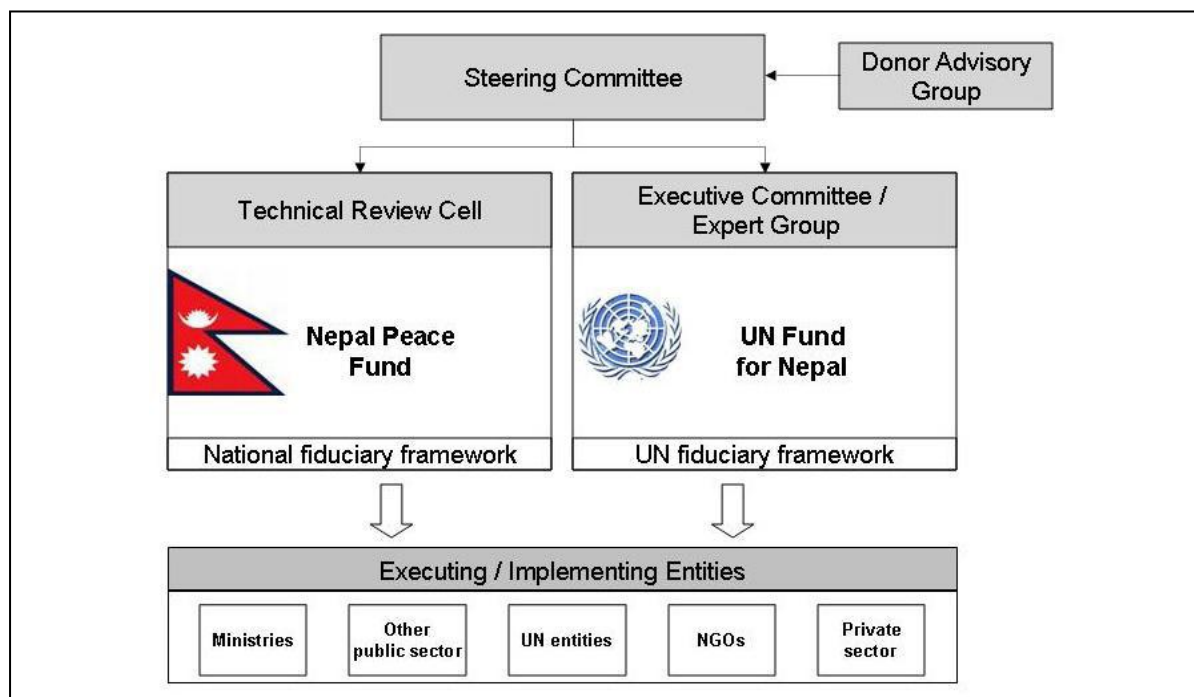 Steering Committee
Donor Advisory
Group
Technical Review Cell
Executive Committee /
Expert Group
Nepal Peace
Fund
UN Fund
for Nepal
National fiduciary framework
UN fiduciary framework
Executing / Implementing Entities
Ministries
Other
public sector
UN entities
NGOs
Private
sector